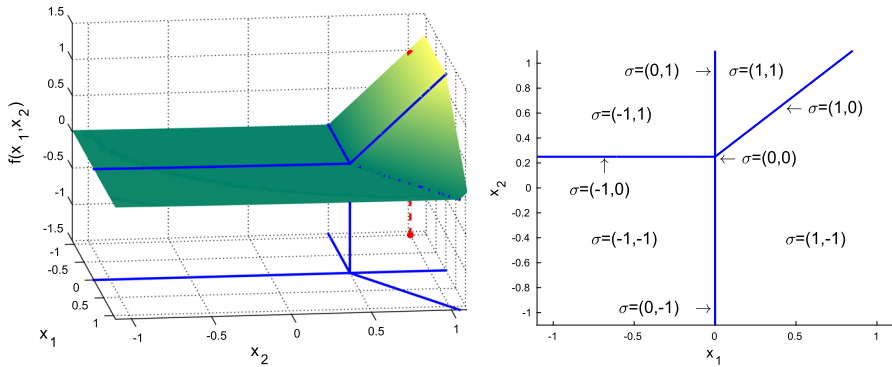 1.5
1
0.5
0
-0.5
-1
-1.5
f(x1,x2)
-1
-0.5
0
0.5
1
x1
-1
-0.5
0
0.5
1
x2
1
0.8
0.6
0.4
0.2
0
-0.2
-0.4
-0.6
-0.8
-1
x2
σ=(0,1) →
σ=(1,1)
σ=(-1,1)
← σ=(1,0)
← σ=(0,0)
↑
σ=(-1,0)
σ=(-1,-1)
σ=(1,-1)
σ=(0,-1) →
-1
-0.5
0
0.5
1
x1